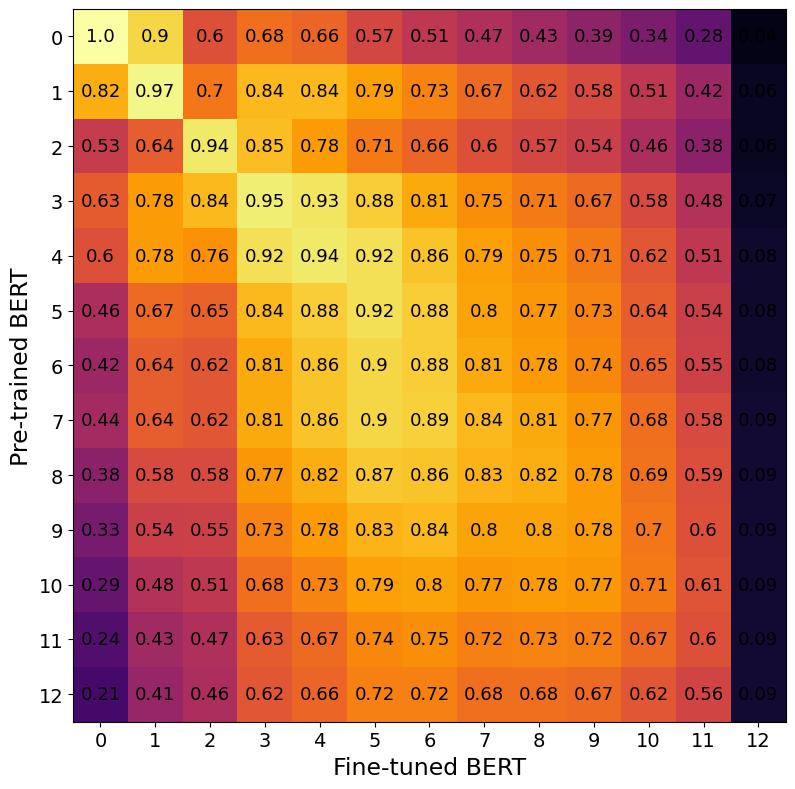 0 1.0 0.9 0.6 0.68 0.66 0.57 0.51 0.47 0.43 0.39 0.34 0.28 0.04
1 0.82 0.97 0.7 0.84 0.84 0.79 0.73 0.67 0.62 0.58 0.51 0.42 0.06
2 0.53 0.64 0.94 0.85 0.78 0.71 0.66 0.6 0.57 0.54 0.46 0.38 0.06
3 0.63 0.78 0.84 0.95 0.93 0.88 0.81 0.75 0.71 0.67 0.58 0.48 0.07
4 0.6 0.78 0.76 0.92 0.94 0.92 0.86 0.79 0.75 0.71 0.62 0.51 0.08
5 0.46 0.67 0.65 0.84 0.88 0.92 0.88 0.8 0.77 0.73 0.64 0.54 0.08
6 0.42 0.64 0.62 0.81 0.86 0.9 0.88 0.81 0.78 0.74 0.65 0.55 0.08
7 0.44 0.64 0.62 0.81 0.86 0.9 0.89 0.84 0.81 0.77 0.68 0.58 0.09
8 0.38 0.58 0.58 0.77 0.82 0.87 0.86 0.83 0.82 0.78 0.69 0.59 0.09
9 0.33 0.54 0.55 0.73 0.78 0.83 0.84 0.8 0.8 0.78 0.7 0.6 0.09
10 0.29 0.48 0.51 0.68 0.73 0.79 0.8 0.77 0.78 0.77 0.71 0.61 0.09
11 0.24 0.43 0.47 0.63 0.67 0.74 0.75 0.72 0.73 0.72 0.67 0.6 0.09
12 0.21 0.41 0.46 0.62 0.66 0.72 0.72 0.68 0.68 0.67 0.62 0.56 0.09
0 1 2 3 4 5 6 7 8 9 10 11 12
Fine-tuned BERT
Pre-trained BERT